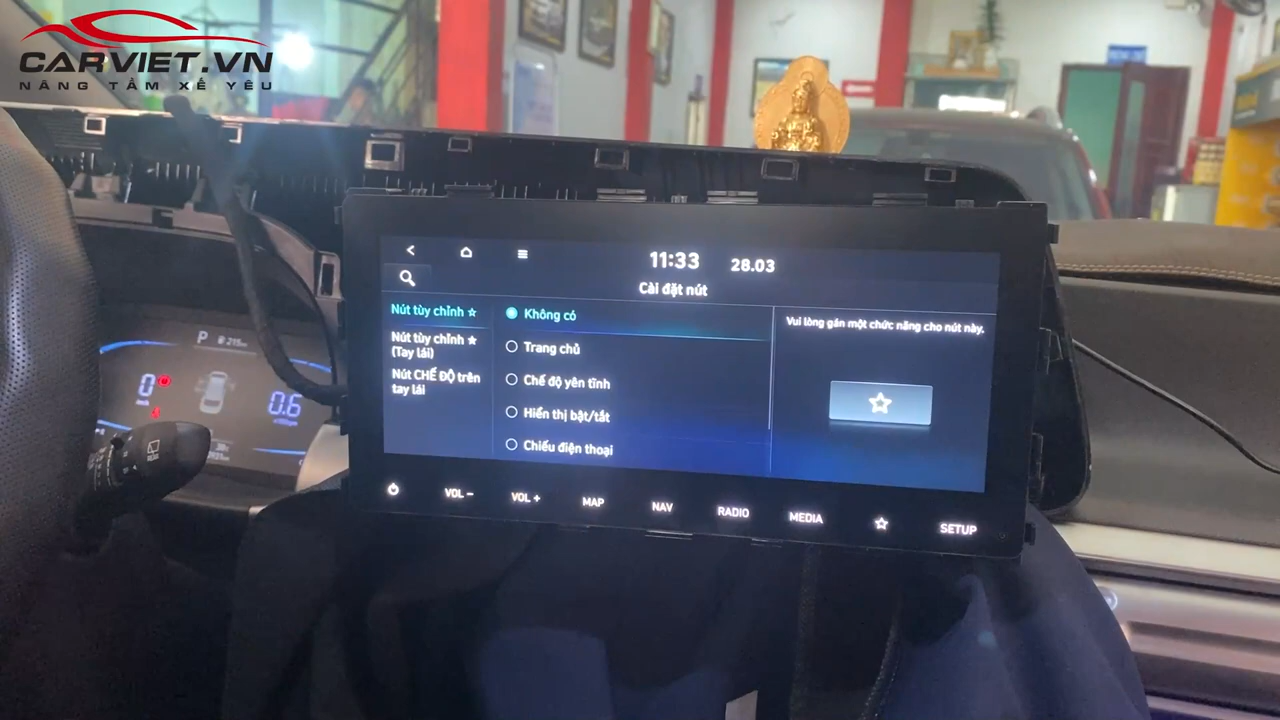 CARVIET.VN
NÂNG TẦM XẾ YÊU
11:33 28.03
Cài đặt nút
Nút tùy chỉnh ☆
Nút tùy chỉnh ★
(Tay lái)
Nút CHẾ ĐỘ trên
tay lái
Không có
Trang chủ
Chế độ yên tĩnh
Hiển thị bật/tắt
Chiếu điện thoại
Vui lòng gán một chức năng cho nút này.
VOL – VOL + MAP NAV RADIO MEDIA ☆ SETUP
P
0
0.6